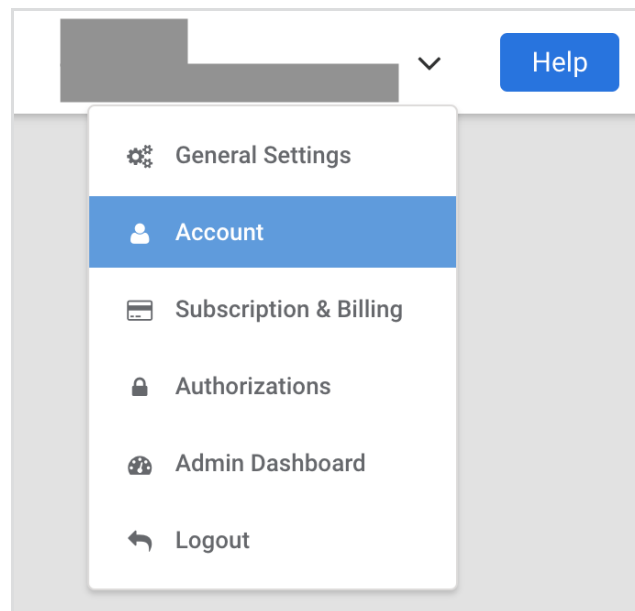 Help
General Settings
Account
Subscription & Billing
Authorizations
Admin Dashboard
Logout